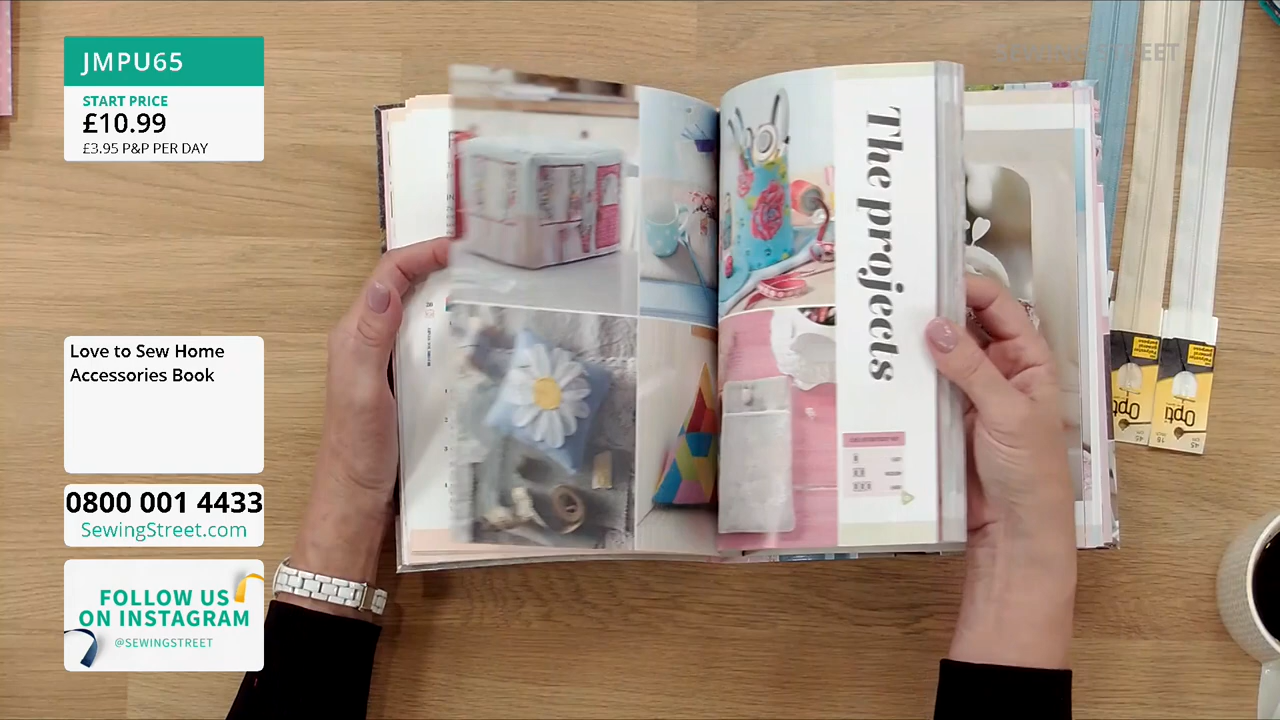 JMPU65
START PRICE
£10.99
£3.95 P&P PER DAY
Love to Sew Home
Accessories Book
0800 001 4433
SewingStreet.com
FOLLOW US
ON INSTAGRAM
@SEWINGSTREET
SEWING STREET
The projects
Opti
Opti